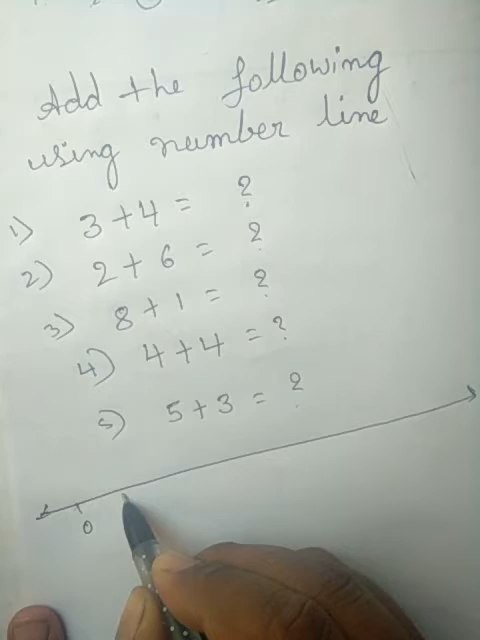 Add the following
using number line
1) 3+4 = ?
2) 2+6 = ?
3) 8+1 = ?
4) 4+4 = ?
5) 5+3 = ?
0